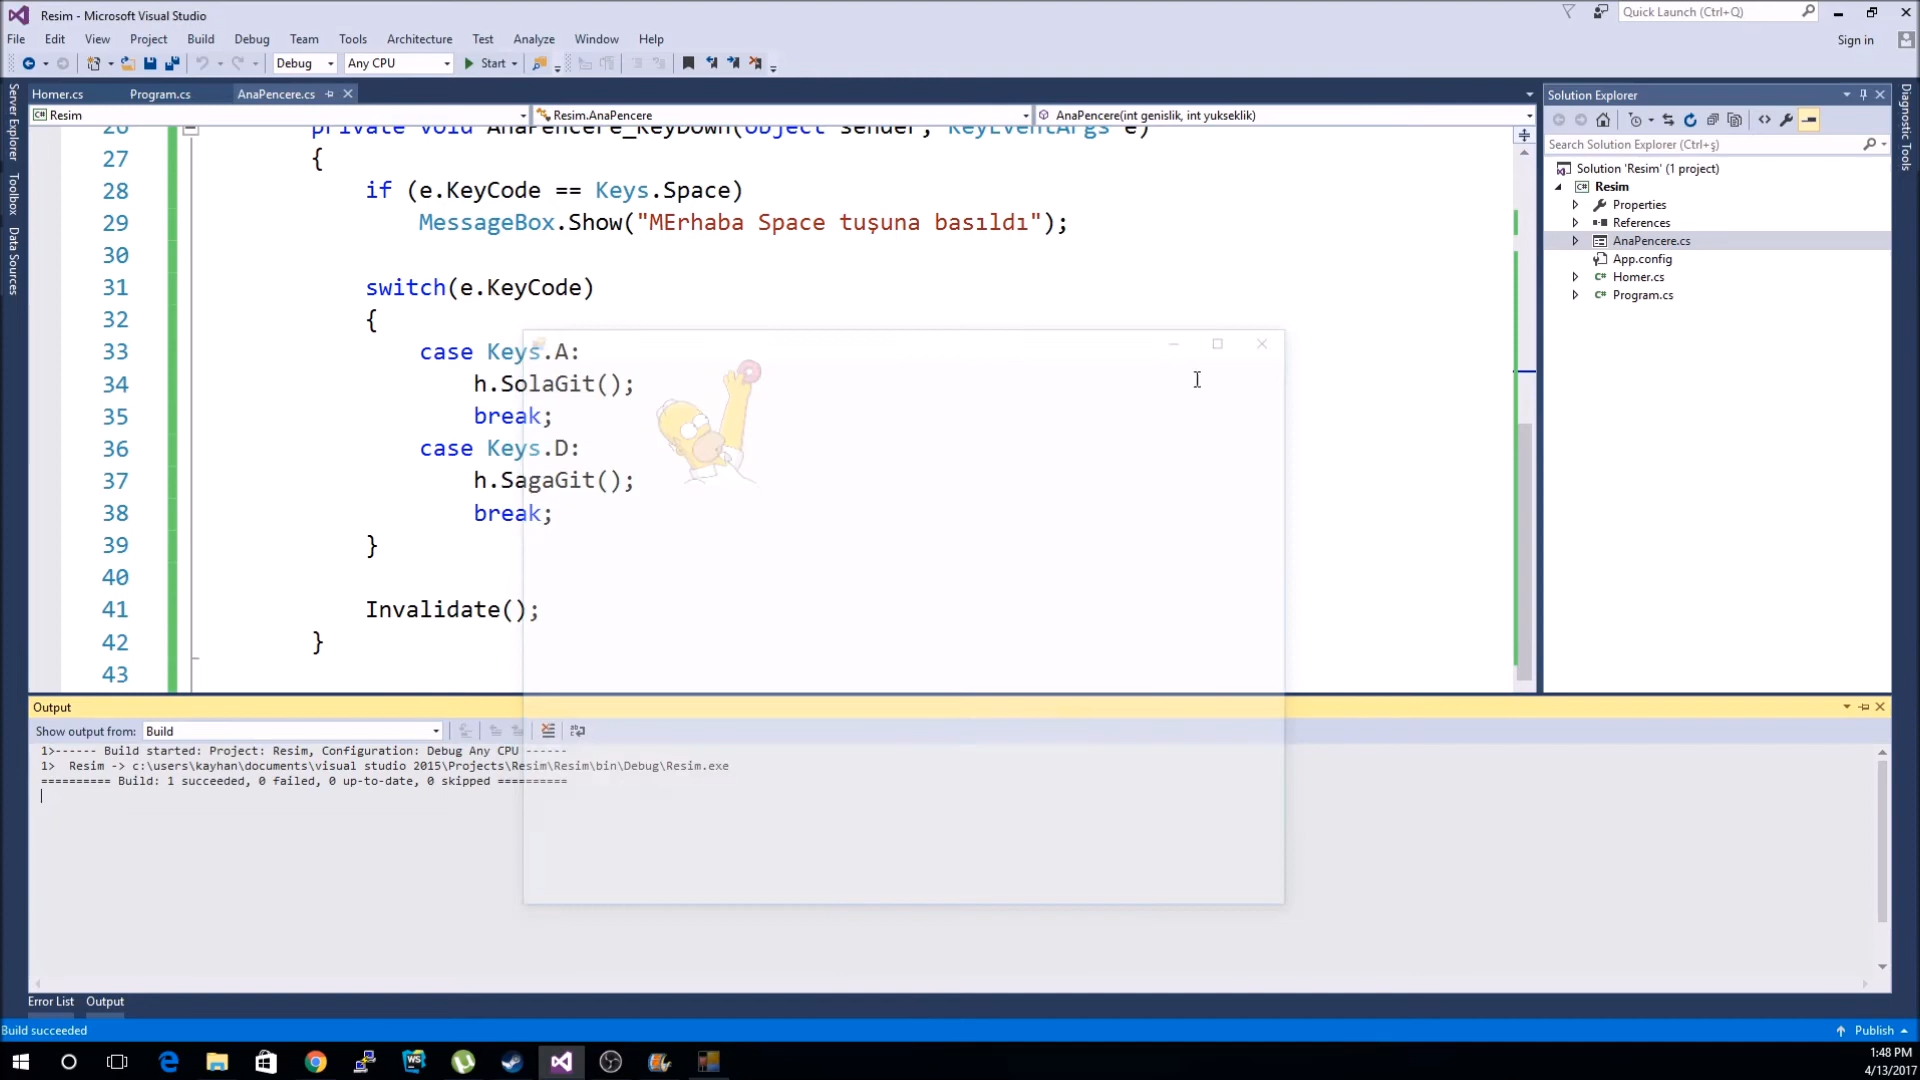 Resim - Microsoft Visual Studio
Quick Launch (Ctrl+Q)
File Edit View Project Build Debug Team Tools Architecture Test Analyze Window Help
Sign in
Debug Any CPU Start
Homer.cs Program.cs AnaPencere.cs
Resim Resim.AnaPencere AnaPencere(int genislik, int yukseklik)
Server Explorer
Toolbox
Data Sources
26 private void AnaPencere_KeyDown(object sender, KeyEventArgs e)
27 {
28 if (e.KeyCode == Keys.Space)
29 MessageBox.Show("MErhaba Space tuşuna basıldı");
30
31 switch(e.KeyCode)
32 {
33 case Keys.A:
34 h.SolaGit();
35 break;
36 case Keys.D:
37 h.SagaGit();
38 break;
39 }
40
41 Invalidate();
42 }
43
Solution Explorer
Search Solution Explorer (Ctrl+ş)
Solution 'Resim' (1 project)
Resim
Properties
References
AnaPencere.cs
App.config
Homer.cs
Program.cs
Diagnostic Tools
Output
Show output from: Build
1>------ Build started: Project: Resim, Configuration: Debug Any CPU ------
1>  Resim -> c:\users\kayhan\documents\visual studio 2015\Projects\Resim\Resim\bin\Debug\Resim.exe
========== Build: 1 succeeded, 0 failed, 0 up-to-date, 0 skipped ==========
Error List Output
Build succeeded
Publish
1:48 PM
4/13/2017